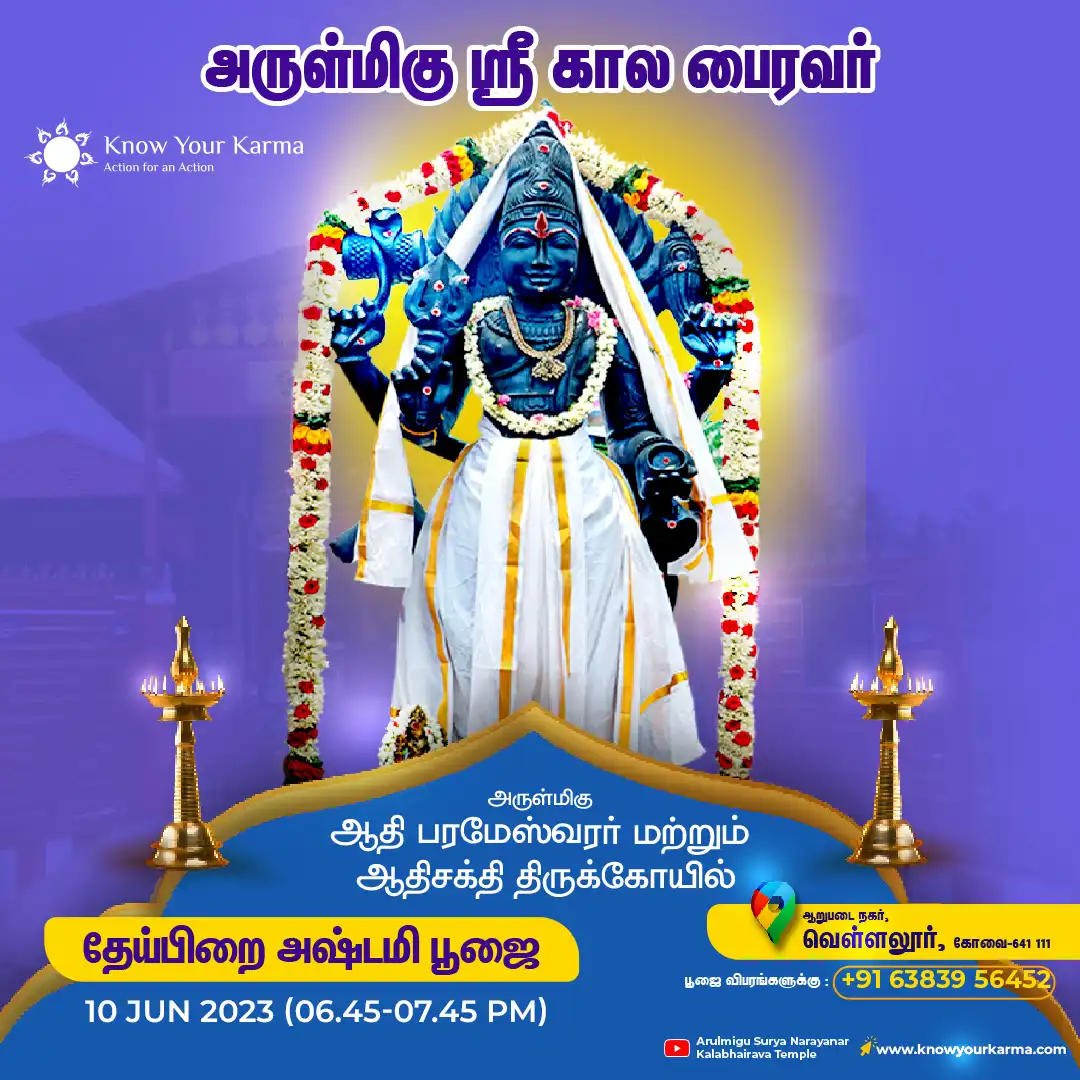 அருள்மிகு ஸ்ரீ கால பைரவர்
Know Your Karma
Action for an Action
அருள்மிகு
ஆதி பரமேஸ்வரர் மற்றும்
ஆதிசக்தி திருக்கோயில்
தேய்பிறை அஷ்டமி பூஜை
10 JUN 2023 (06.45-07.45 PM)
ஆறுபடை நகர்,
வெள்ளலூர், கோவை-641 111
பூஜை விபரங்களுக்கு : +91 63839 56452
Arulmigu Surya Narayanar
Kalabhairava Temple
www.knowyourkarma.com